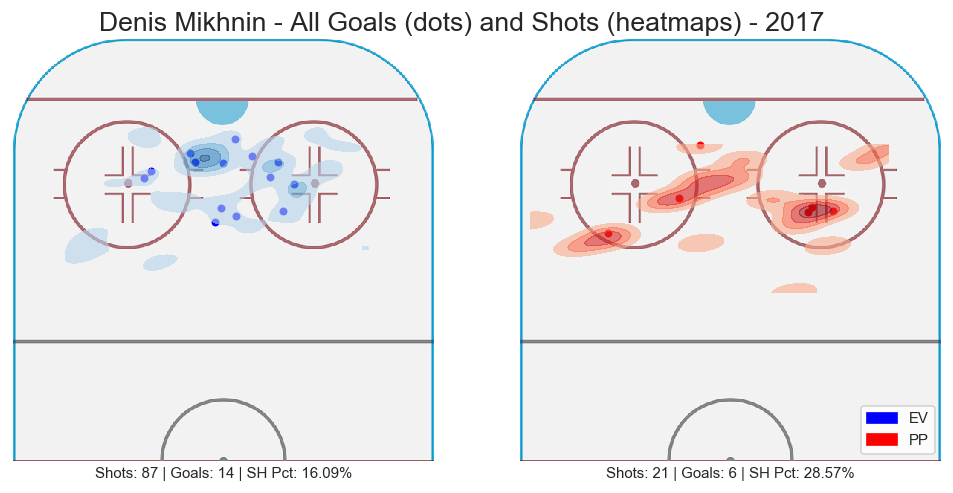 Denis Mikhnin - All Goals (dots) and Shots (heatmaps) - 2017
EV
PP
Shots: 87 | Goals: 14 | SH Pct: 16.09%
Shots: 21 | Goals: 6 | SH Pct: 28.57%